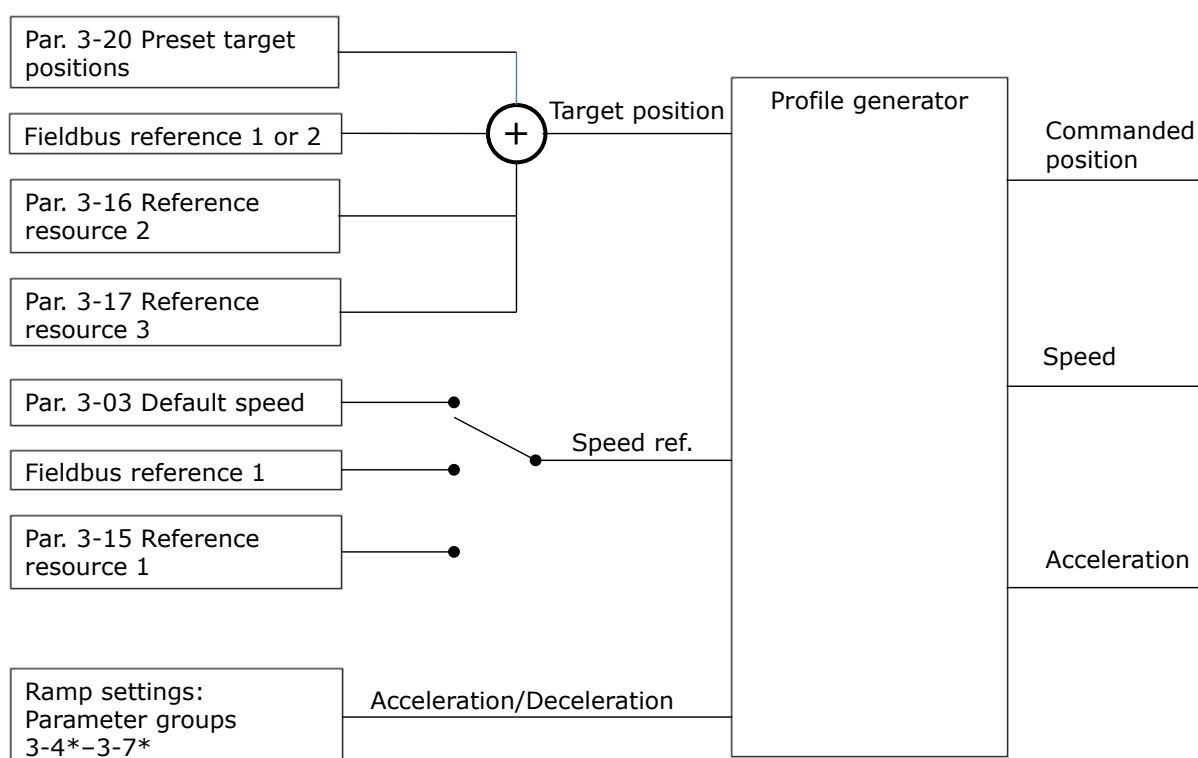 Par. 3-20 Preset target
positions
Fieldbus reference 1 or 2
Par. 3-16 Reference
resource 2
Par. 3-17 Reference
resource 3
Par. 3-03 Default speed
Fieldbus reference 1
Par. 3-15 Reference
resource 1
Ramp settings:
Parameter groups
3-4*–3-7*
+
Target position
Speed ref.
Acceleration/Deceleration
Profile generator
Commanded
position
Speed
Acceleration